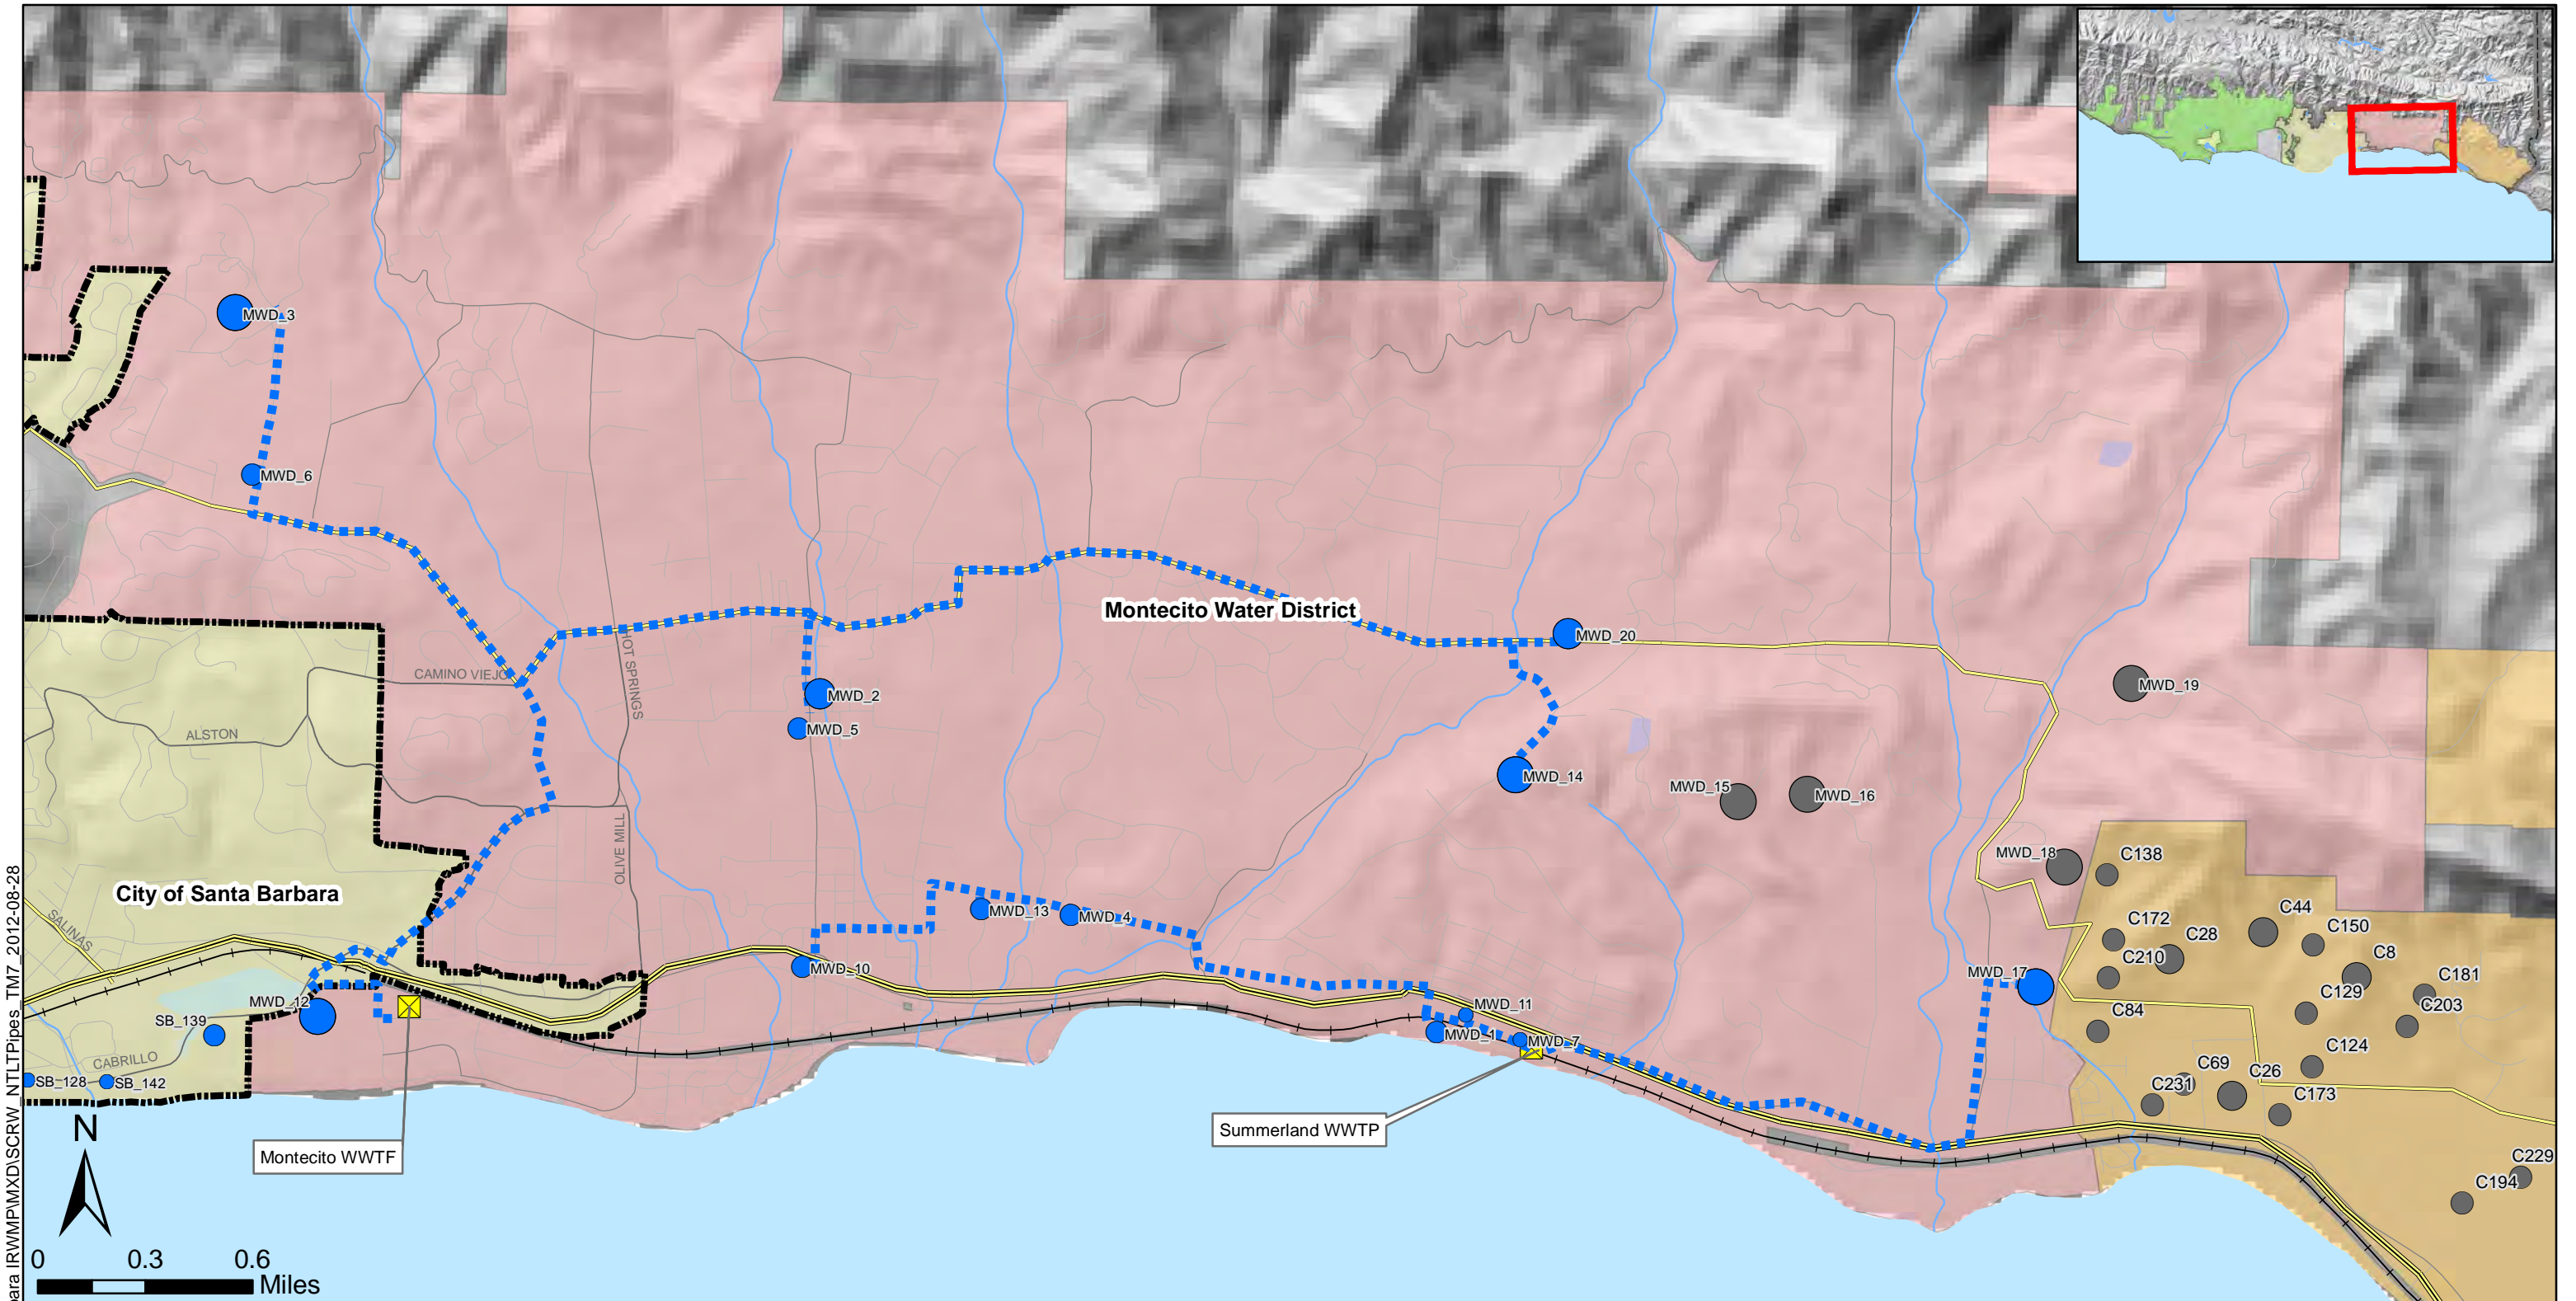 MWD_3
MWD_6
Montecito Water District
MWD_20
HOT SPRINGS
CAMINO VIEJO
MWD_2
MWD_19
MWD_5
ALSTON
MWD_14
MWD_15
MWD_16
OLIVE MILL
MWD_18
C138
City of Santa Barbara
SALINAS
MWD_13
MWD_4
C172
C44
C150
C28
C210
C8
MWD_10
MWD_17
C181
MWD_12
MWD_11
C129
C203
SB_139
MWD_1
MWD_7
C84
C124
CABRILLO
SB_128
SB_142
C69
C26
C231
C173
N
Summerland WWTP
Montecito WWTF
C229
C194
0 0.3 0.6
Miles
bara IRWMP\MXD\SCRW_NTLTPipes_TM7_2012-08-28